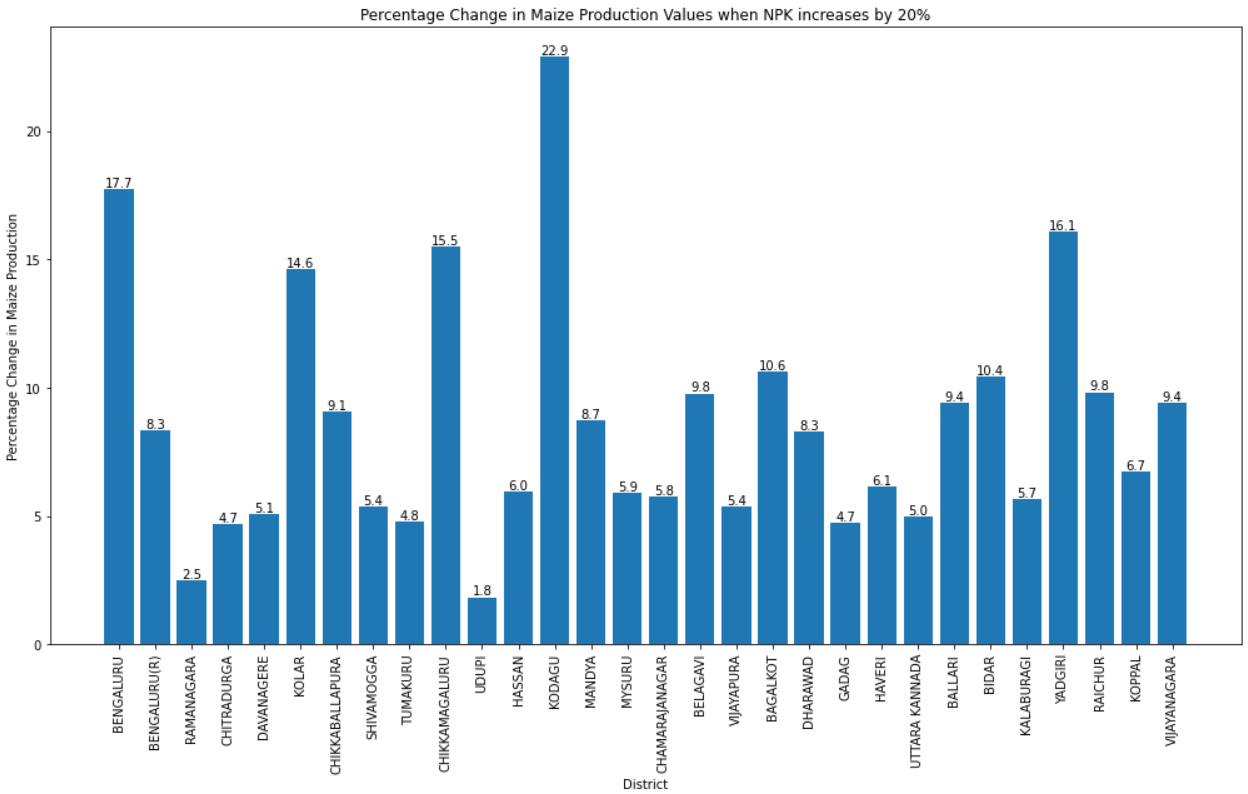 Percentage Change in Maize Production Values when NPK increases by 20%
Percentage Change in Maize Production
20
15
10
5
0
17.7
8.3
2.5
4.7
5.1
14.6
9.1
5.4
4.8
15.5
1.8
6.0
22.9
8.7
5.9
5.8
9.8
5.4
10.6
8.3
4.7
6.1
5.0
9.4
10.4
5.7
16.1
9.8
6.7
9.4
BENGALURU
BENGALURU(R)
RAMANAGARA
CHITRADURGA
DAVANAGERE
KOLAR
CHIKKABALLAPURA
SHIVAMOGGA
TUMAKURU
CHIKKAMAGALURU
UDUPI
HASSAN
KODAGU
MANDYA
MYSURU
CHAMARAJANAGAR
BELAGAVI
VIJAYAPURA
BAGALKOT
DHARAWAD
GADAG
HAVERI
UTTARA KANNADA
BALLARI
BIDAR
KALABURAGI
YADGIRI
RAICHUR
KOPPAL
VIJAYANAGARA
District